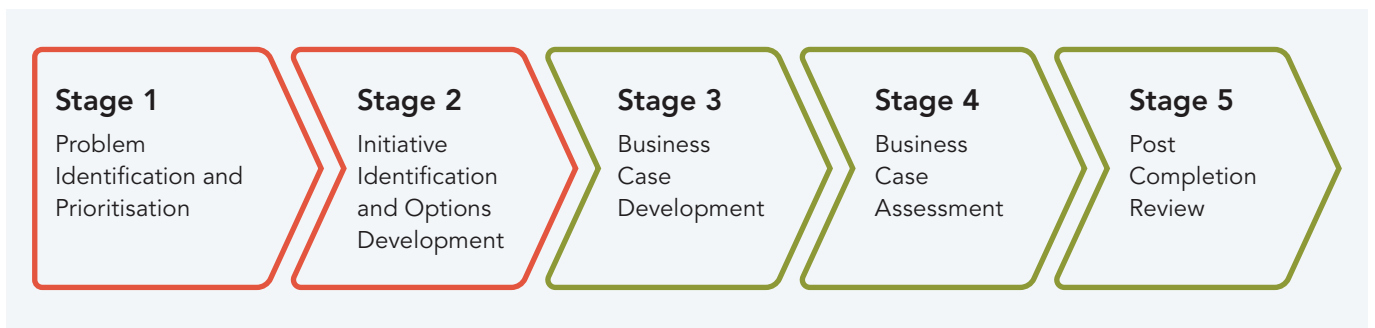 Stage 1
Problem
Identification and
Prioritisation
Stage 2
Initiative
Identification
and Options
Development
Stage 3
Business
Case
Development
Stage 4
Business
Case
Assessment
Stage 5
Post
Completion
Review